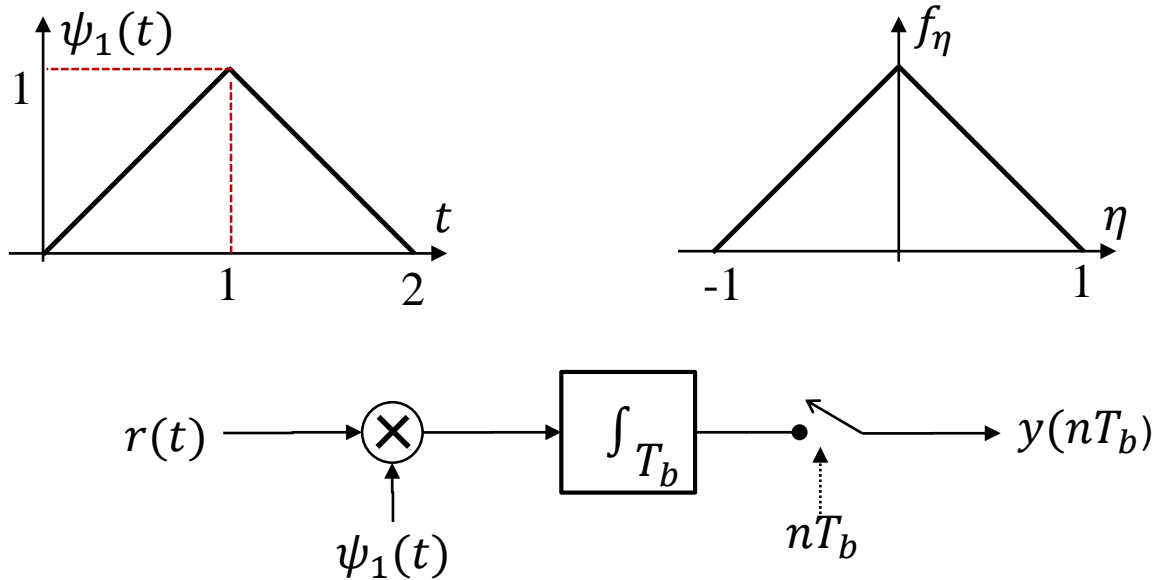 ψ₁(t)
1
t
1
2
f_η
η
-1
1
r(t)
∫_{T_b}
y(nT_b)
ψ₁(t)
nT_b